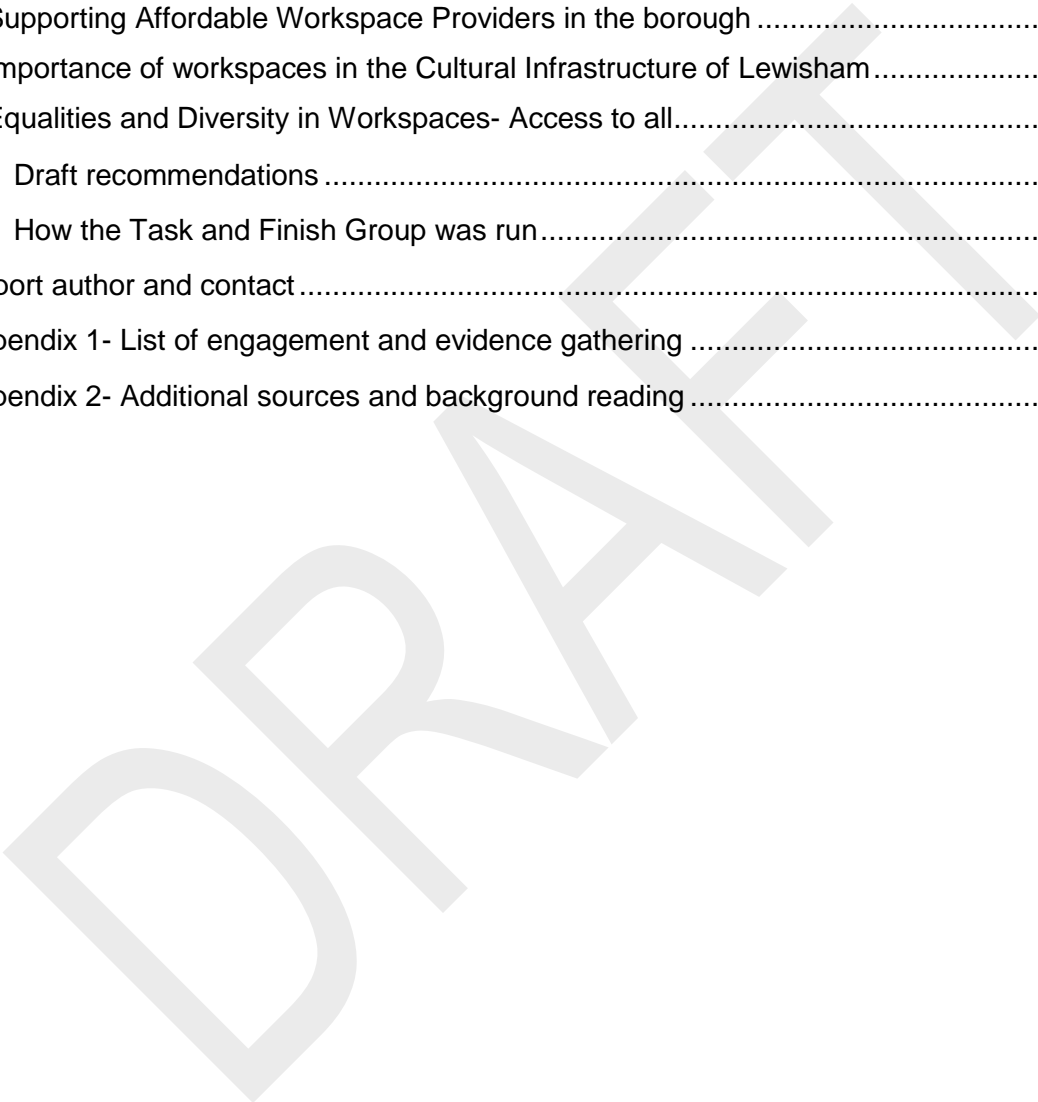 Supporting Affordable Workspace Providers in the borough ....................................
mportance of workspaces in the Cultural Infrastructure of Lewisham ....................
Equalities and Diversity in Workspaces- Access to all ..............................................
Draft recommendations ............................................................................................
How the Task and Finish Group was run ..................................................................
port author and contact ...............................................................................................
pendix 1- List of engagement and evidence gathering ...........................................
pendix 2- Additional sources and background reading ...........................................
DRAFT